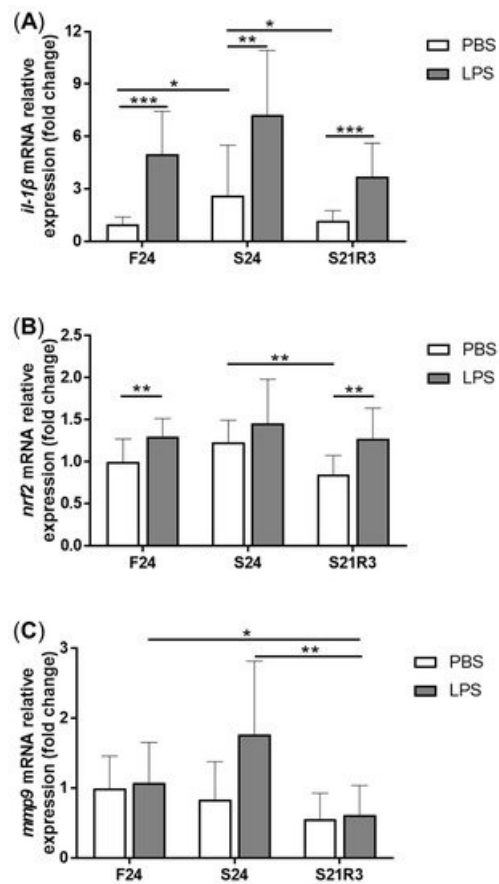 (A)
il-1β mRNA relative
expression (fold change)
12
9
6
3
0
*
*
**
***
***
F24
S24
S21R3
PBS
LPS
(B)
nrf2 mRNA relative
expression (fold change)
2.5
2.0
1.5
1.0
0.5
0.0
**
**
**
F24
S24
S21R3
PBS
LPS
(C)
mmp9 mRNA relative
expression (fold change)
3
2
1
0
*
**
F24
S24
S21R3
PBS
LPS